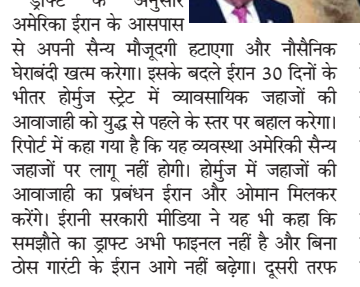 ड्राफ्ट के अनुसार
अमेरिका ईरान के आसपास
से अपनी सैन्य मौजूदगी हटाएगा और नौसैनिक
घेराबंदी खत्म करेगा। इसके बदले ईरान 30 दिनों के
भीतर होर्मुज स्ट्रेट में व्यावसायिक जहाजों की
आवाजाही को युद्ध से पहले के स्तर पर बहाल करेगा।
रिपोर्ट में कहा गया है कि यह व्यवस्था अमेरिकी सैन्य
जहाजों पर लागू नहीं होगी। होर्मुज में जहाजों की
आवाजाही का प्रबंधन ईरान और ओमान मिलकर
करेंगे। ईरानी सरकारी मीडिया ने यह भी कहा कि
समझौते का ड्राफ्ट अभी फाइनल नहीं है और बिना
ठोस गारंटी के ईरान आगे नहीं बढ़ेगा। दूसरी तरफ